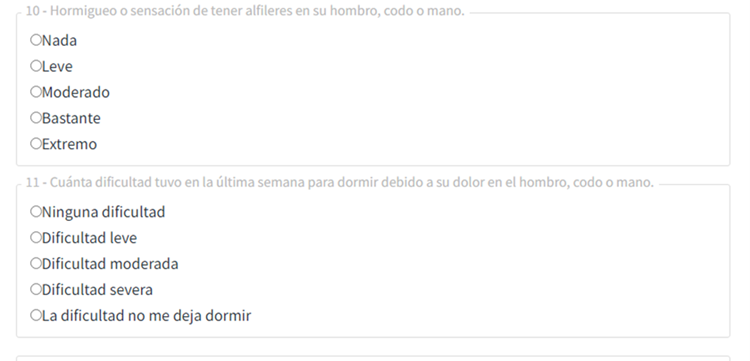 10 - Hormigueo o sensación de tener alfileres en su hombro, codo o mano.
Nada
Leve
Moderado
Bastante
Extremo
11 - Cuánta dificultad tuvo en la última semana para dormir debido a su dolor en el hombro, codo o mano.
Ninguna dificultad
Dificultad leve
Dificultad moderada
Dificultad severa
La dificultad no me deja dormir